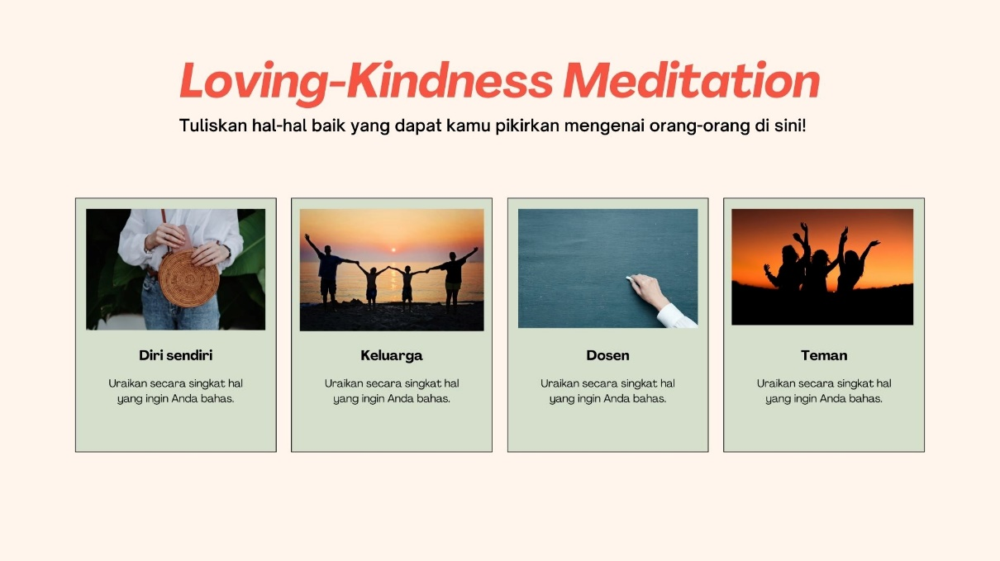 Loving-Kindness Meditation
Tuliskan hal-hal baik yang dapat kamu pikirkan mengenai orang-orang di sini!
Diri sendiri
Uraikan secara singkat hal
yang ingin Anda bahas.
Keluarga
Uraikan secara singkat hal
yang ingin Anda bahas.
Dosen
Uraikan secara singkat hal
yang ingin Anda bahas.
Teman
Uraikan secara singkat hal
yang ingin Anda bahas.